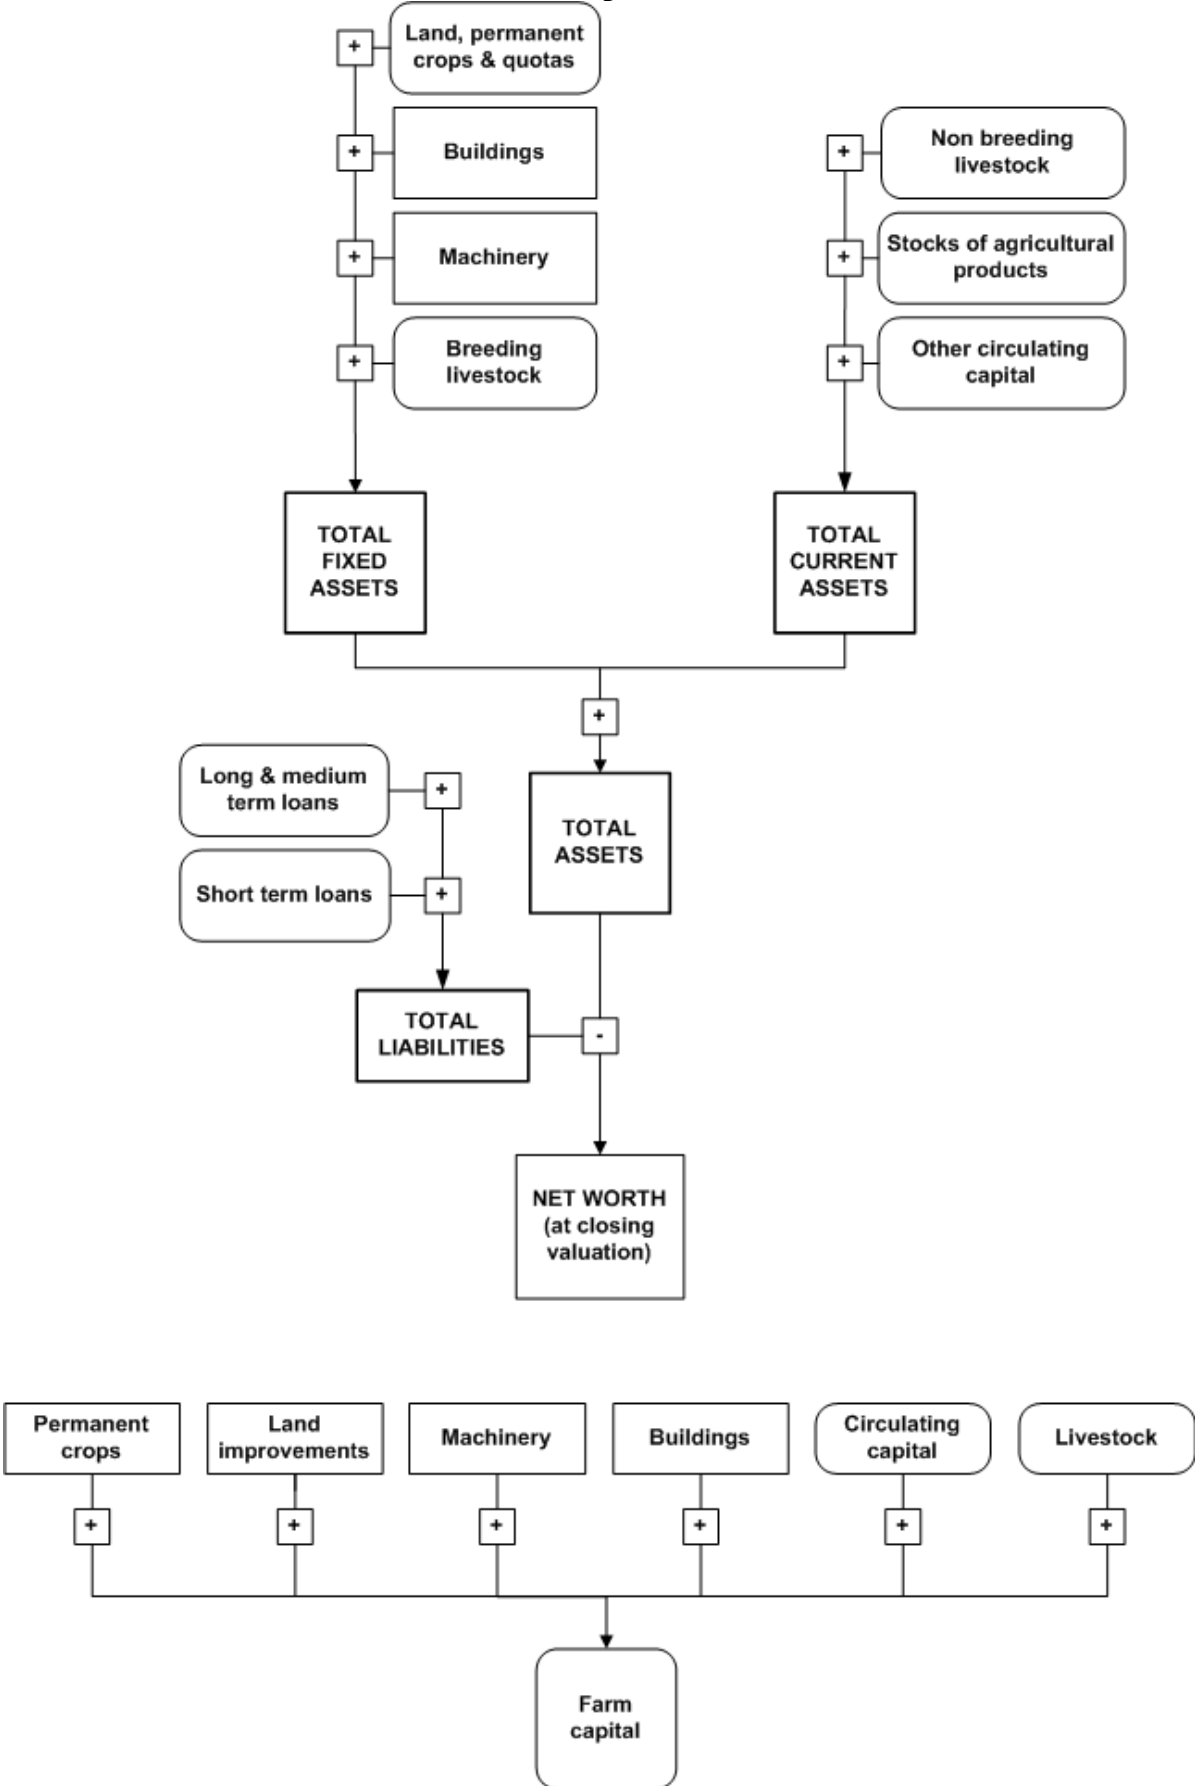 +
Land, permanent
crops & quotas
+
Buildings
+
Machinery
+
Breeding
livestock
+
Non breeding
livestock
+
Stocks of agricultural
products
+
Other circulating
capital
TOTAL
FIXED
ASSETS
TOTAL
CURRENT
ASSETS
+
Long & medium
term loans
+
Short term loans
+
TOTAL
ASSETS
TOTAL
LIABILITIES
-
NET WORTH
(at closing
valuation)
Permanent
crops
Land
improvements
Machinery
Buildings
Circulating
capital
Livestock
+
+
+
+
+
+
Farm
capital